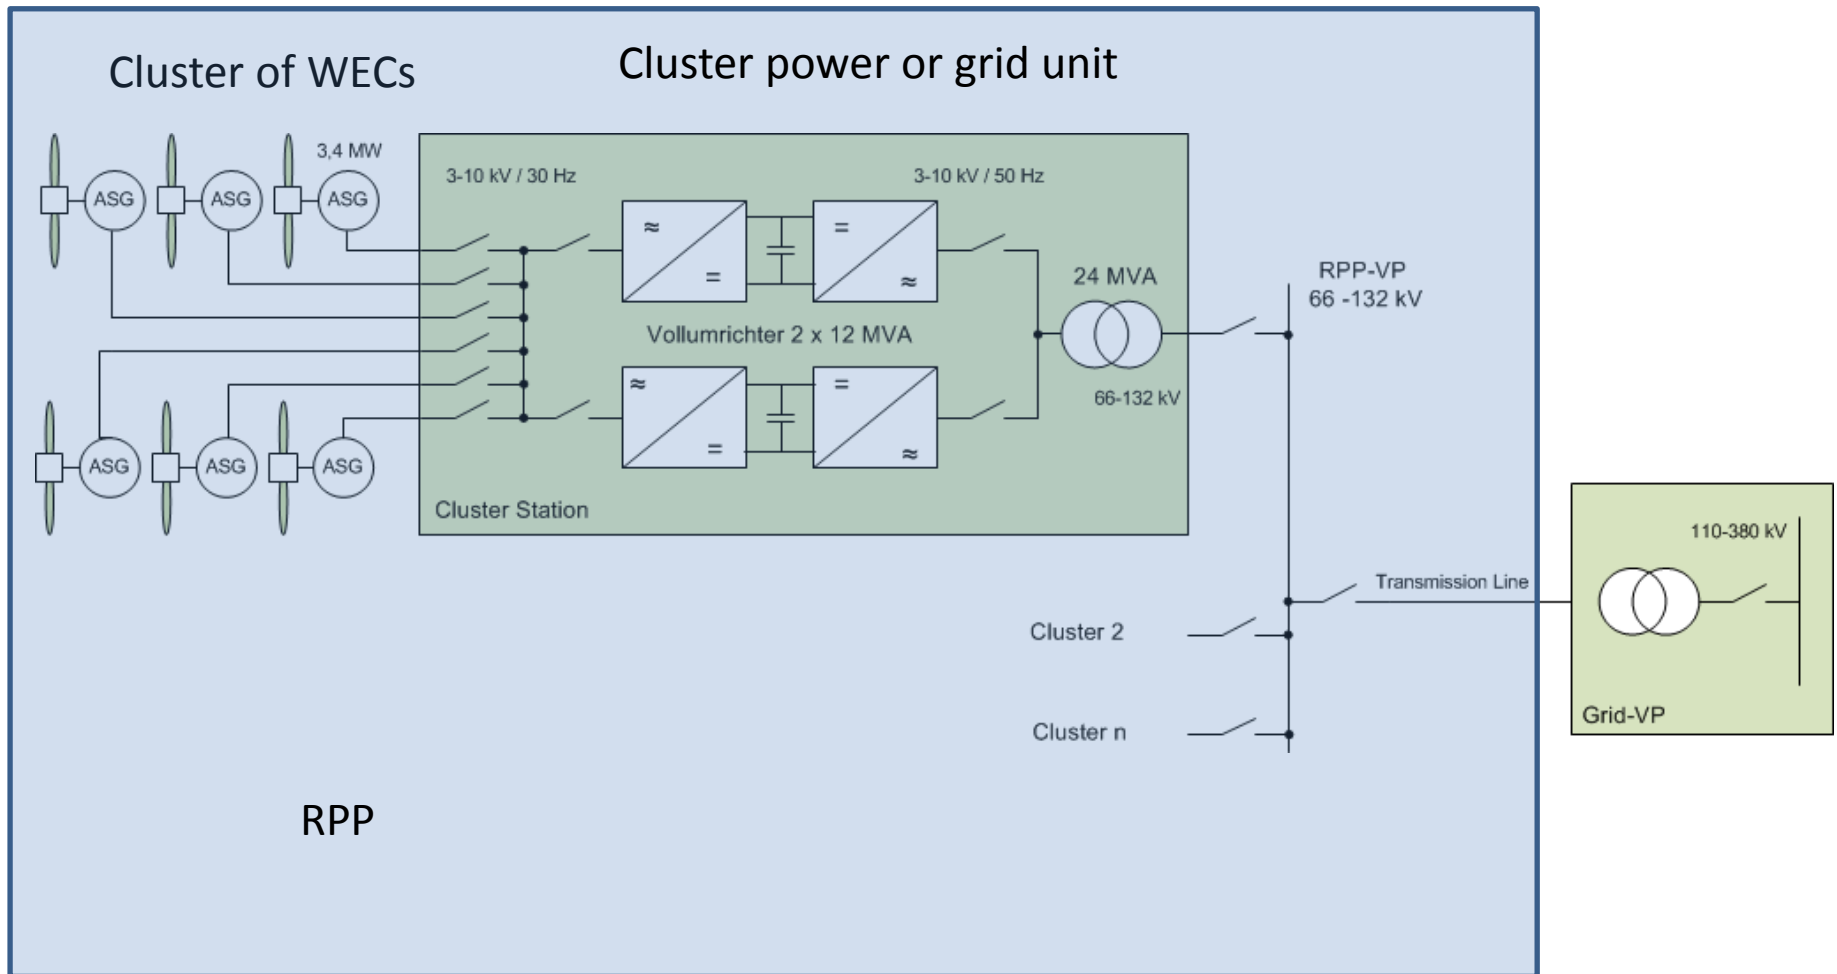 Cluster of WECs
Cluster power or grid unit
3,4 MW
ASG
ASG
ASG
3-10 kV / 30 Hz
3-10 kV / 50 Hz
≈
=
=
≈
24 MVA
RPP-VP
66 -132 kV
Vollumrichter 2 x 12 MVA
≈
=
=
≈
66-132 kV
ASG
ASG
ASG
Cluster Station
110-380 kV
Transmission Line
Cluster 2
Grid-VP
Cluster n
RPP